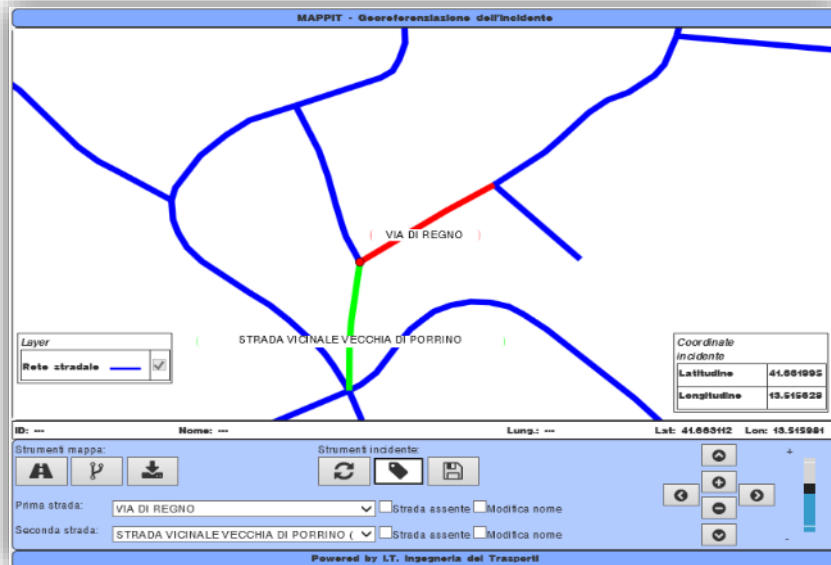 MAPPIT - Georeferenziazione dell'incidente
VIA DI REGNO
STRADA VICINALE VECCHIA DI PORRINO
Layer
Rete stradale
Coordinate
incidente
Latitudine 41.661995
Longitudine 13.515629
ID: --- Nome: --- Lung.: --- Lat: 41.663112 Lon: 13.515981
Strumenti mappa: Strumenti incidente:
Prima strada: VIA DI REGNO Strada assente Modifica nome
Seconda strada: STRADA VICINALE VECCHIA DI PORRINO ( Strada assente Modifica nome
+
-
Powered by I.T. Ingegneria dei Trasporti